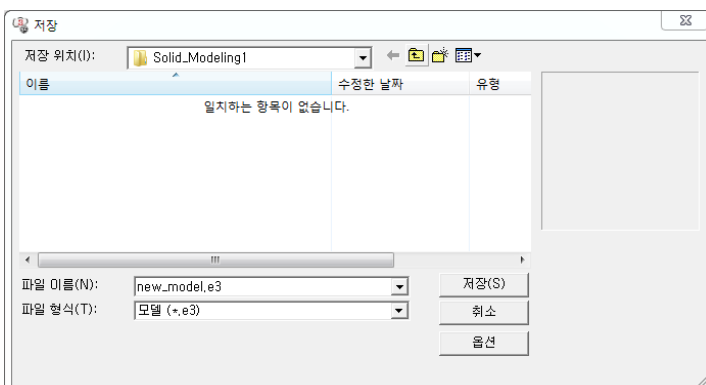 저장
저장 위치(I): Solid_Modeling1
이름 수정한 날짜 유형
일치하는 항목이 없습니다.
파일 이름(N): new_model.e3 저장(S)
파일 형식(T): 모델 (*.e3) 취소
옵션